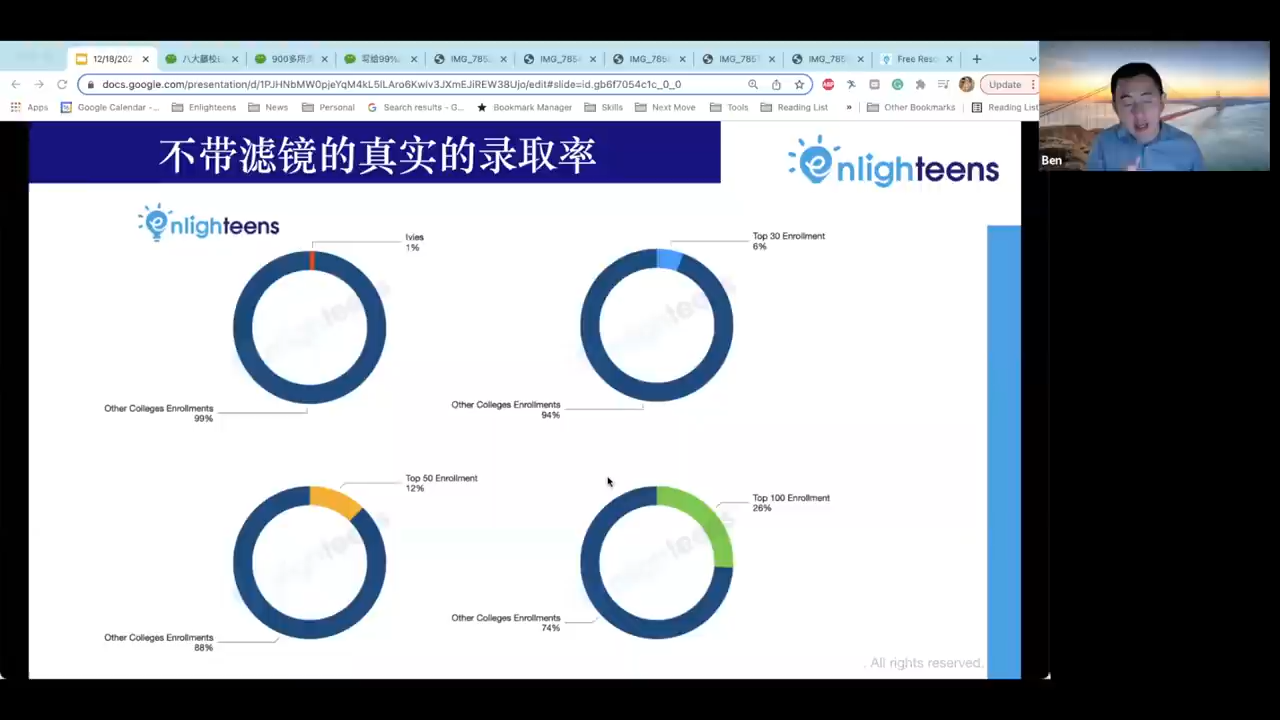 12/18/202
八大藤校
900多所
写给99%
IMG_785
IMG_785
IMG_785
IMG_785
IMG_785
Free Resc
docs.google.com/presentation/d/1PJHNbMW0pjeYqM4kL5iLAro6Kwlv3JXmEJiREW38Ujo/edit#slide=id.gb6f7054c1c_0_0
Update
Apps
Google Calendar -...
Enlighteens
News
Personal
Search results - G...
Bookmark Manager
Skills
Next Move
Tools
Reading List
»
Other Bookmarks
Reading List
Ben
不带滤镜的真实的录取率
enlighteens
enlighteens
Ivies
1%
Other Colleges Enrollments
99%
Top 30 Enrollment
6%
Other Colleges Enrollments
94%
Top 50 Enrollment
12%
Other Colleges Enrollments
88%
Top 100 Enrollment
26%
Other Colleges Enrollments
74%
. All rights reserved.